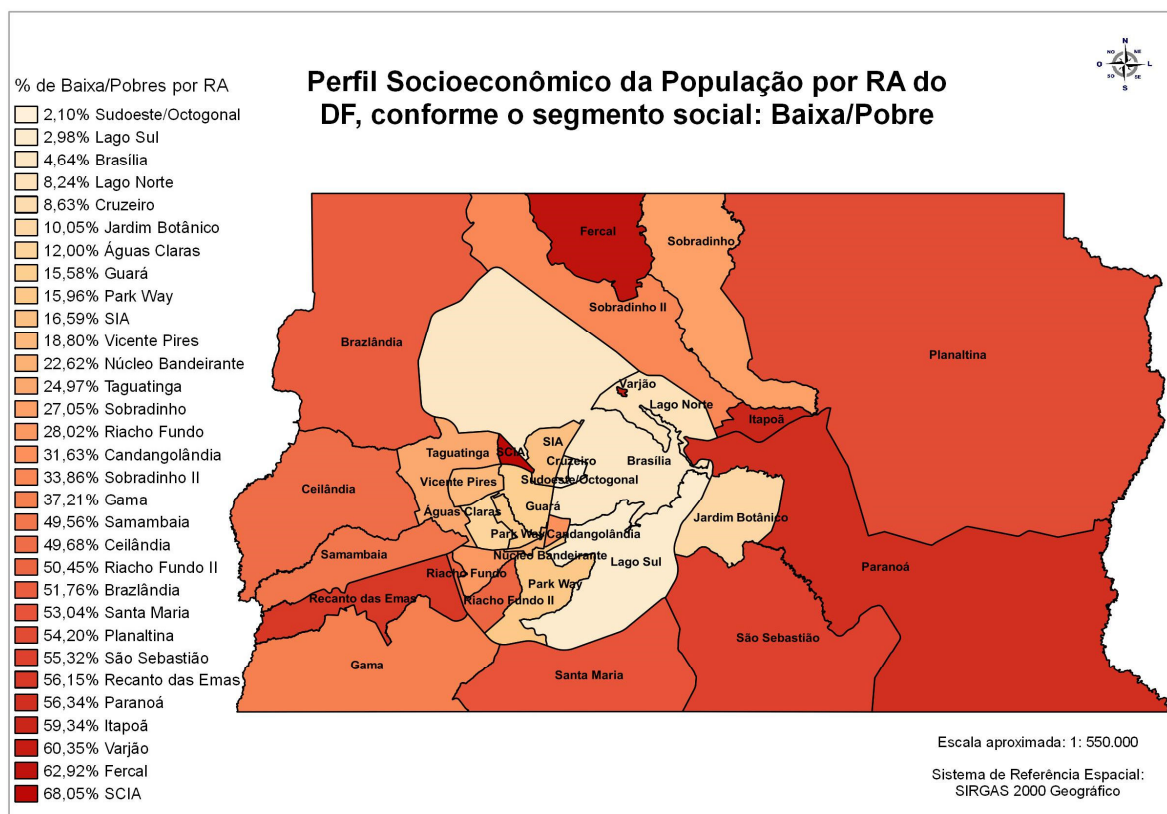 Perfil Socioeconômico da População por RA do
DF, conforme o segmento social: Baixa/Pobre
N
NO
NE
O
L
SO
SE
S
% de Baixa/Pobres por RA
2,10% Sudoeste/Octogonal
2,98% Lago Sul
4,64% Brasília
8,24% Lago Norte
8,63% Cruzeiro
10,05% Jardim Botânico
12,00% Águas Claras
15,58% Guará
15,96% Park Way
16,59% SIA
18,80% Vicente Pires
22,62% Núcleo Bandeirante
24,97% Taguatinga
27,05% Sobradinho
28,02% Riacho Fundo
31,63% Candangolândia
33,86% Sobradinho II
37,21% Gama
49,56% Samambaia
49,68% Ceilândia
50,45% Riacho Fundo II
51,76% Brazlândia
53,04% Santa Maria
54,20% Planaltina
55,32% São Sebastião
56,15% Recanto das Emas
56,34% Paranoá
59,34% Itapoã
60,35% Varjão
62,92% Fercal
68,05% SCIA
Fercal
Sobradinho
Sobradinho II
Brazlândia
Planaltina
Varjão
Lago Norte
Itapoã
SIA
Taguatinga
SCIA
Cruzeiro
Brasília
Vicente Pires
Sudoeste/Octogonal
Ceilândia
Guará
Águas Claras
Jardim Botânico
Park Way
Candangolândia
Samambaia
Núcleo Bandeirante
Lago Sul
Paranoá
Riacho Fundo
Park Way
Recanto das Emas
Riacho Fundo II
São Sebastião
Gama
Santa Maria
Escala aproximada: 1: 550.000
Sistema de Referência Espacial:
SIRGAS 2000 Geográfico